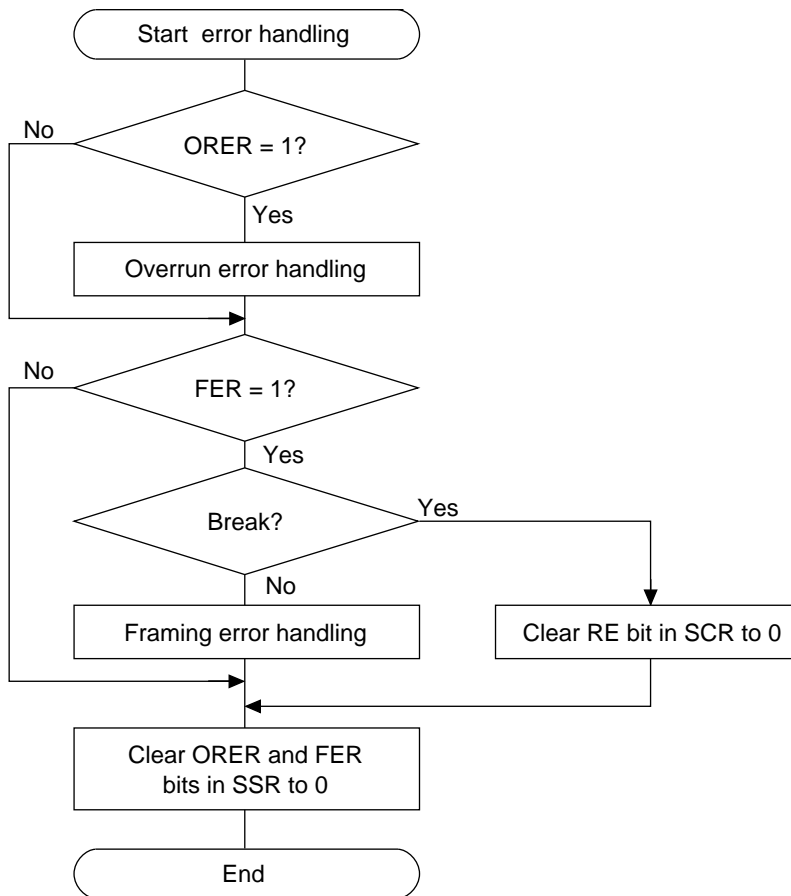 Start error handling
No
ORER = 1?
Yes
Overrun error handling
No
FER = 1?
Yes
Break?
Yes
No
Framing error handling
Clear RE bit in SCR to 0
Clear ORER and FER
bits in SSR to 0
End